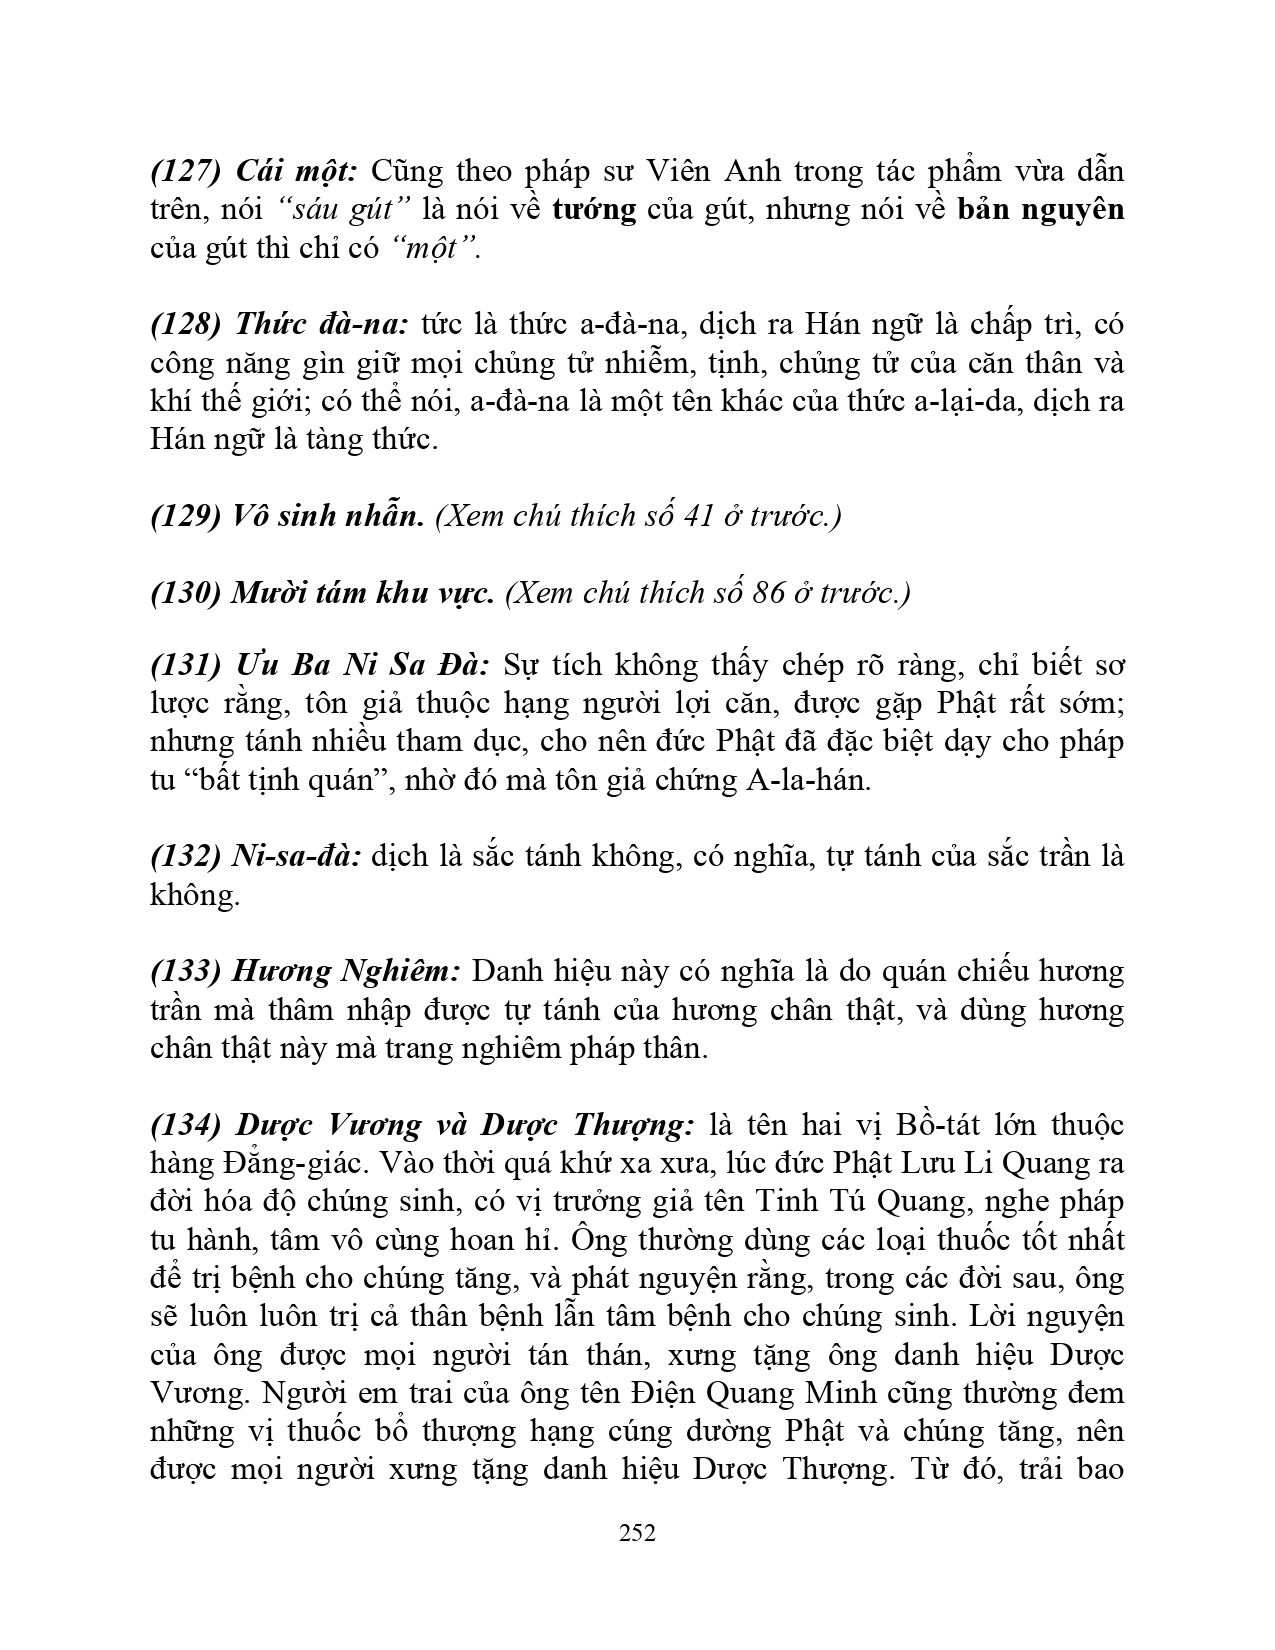 (127) Cái một: Cũng theo pháp sư Viên Anh trong tác phẩm vừa dẫn
trên, nói “sáu gút” là nói về tướng của gút, nhưng nói về bản nguyên
của gút thì chỉ có “một”.
(128) Thức đà-na: tức là thức a-đà-na, dịch ra Hán ngữ là chấp trì, có
công năng gìn giữ mọi chủng tử nhiễm, tịnh, chủng tử của căn thân và
khí thế giới; có thể nói, a-đà-na là một tên khác của thức a-lại-da, dịch ra
Hán ngữ là tàng thức.
(129) Vô sinh nhẫn. (Xem chú thích số 41 ở trước.)
(130) Mười tám khu vực. (Xem chú thích số 86 ở trước.)
(131) Ưu Ba Ni Sa Đà: Sự tích không thấy chép rõ ràng, chỉ biết sơ
lược rằng, tôn giả thuộc hạng người lợi căn, được gặp Phật rất sớm;
nhưng tánh nhiều tham dục, cho nên đức Phật đã đặc biệt dạy cho pháp
tu “bất tịnh quán”, nhờ đó mà tôn giả chứng A-la-hán.
(132) Ni-sa-đà: dịch là sắc tánh không, có nghĩa, tự tánh của sắc trần là
không.
(133) Hương Nghiêm: Danh hiệu này có nghĩa là do quán chiếu hương
trần mà thâm nhập được tự tánh của hương chân thật, và dùng hương
chân thật này mà trang nghiêm pháp thân.
(134) Dược Vương và Dược Thượng: là tên hai vị Bồ-tát lớn thuộc
hàng Đẳng-giác. Vào thời quá khứ xa xưa, lúc đức Phật Lưu Li Quang ra
đời hóa độ chúng sinh, có vị trưởng giả tên Tinh Tú Quang, nghe pháp
tu hành, tâm vô cùng hoan hỉ. Ông thường dùng các loại thuốc tốt nhất
để trị bệnh cho chúng tăng, và phát nguyện rằng, trong các đời sau, ông
sẽ luôn luôn trị cả thân bệnh lẫn tâm bệnh cho chúng sinh. Lời nguyện
của ông được mọi người tán thán, xưng tặng ông danh hiệu Dược
Vương. Người em trai của ông tên Điện Quang Minh cũng thường đem
những vị thuốc bổ thượng hạng cúng dường Phật và chúng tăng, nên
được mọi người xưng tặng danh hiệu Dược Thượng. Từ đó, trải bao
252